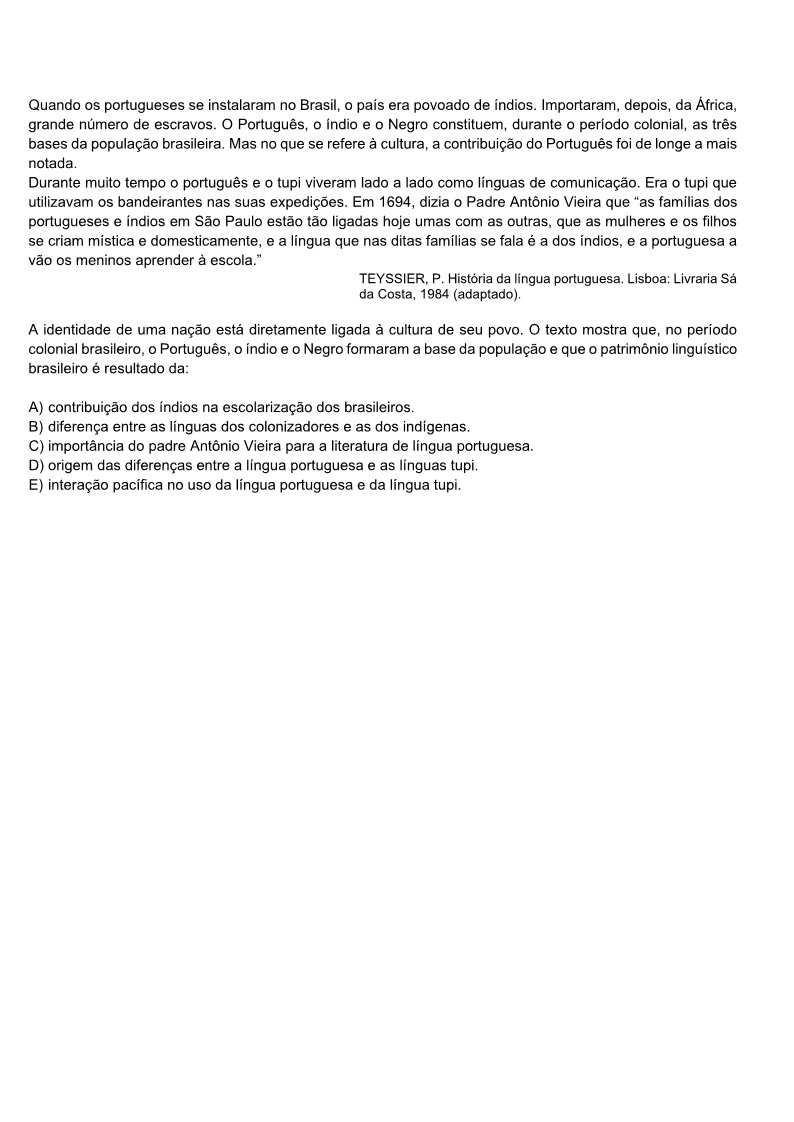 Quando os portugueses se instalaram no Brasil, o país era povoado de índios. Importaram, depois, da África,
grande número de escravos. O Português, o índio e o Negro constituem, durante o período colonial, as três
bases da população brasileira. Mas no que se refere à cultura, a contribuição do Português foi de longe a mais
notada.
Durante muito tempo o português e o tupi viveram lado a lado como línguas de comunicação. Era o tupi que
utilizavam os bandeirantes nas suas expedições. Em 1694, dizia o Padre Antônio Vieira que “as famílias dos
portugueses e índios em São Paulo estão tão ligadas hoje umas com as outras, que as mulheres e os filhos
se criam mística e domesticamente, e a língua que nas ditas famílias se fala é a dos índios, e a portuguesa a
vão os meninos aprender à escola.”
TEYSSIER, P. História da língua portuguesa. Lisboa: Livraria Sá
da Costa, 1984 (adaptado).
A identidade de uma nação está diretamente ligada à cultura de seu povo. O texto mostra que, no período
colonial brasileiro, o Português, o índio e o Negro formaram a base da população e que o patrimônio linguístico
brasileiro é resultado da:
A) contribuição dos índios na escolarização dos brasileiros.
B) diferença entre as línguas dos colonizadores e as dos indígenas.
C) importância do padre Antônio Vieira para a literatura de língua portuguesa.
D) origem das diferenças entre a língua portuguesa e as línguas tupi.
E) interação pacífica no uso da língua portuguesa e da língua tupi.